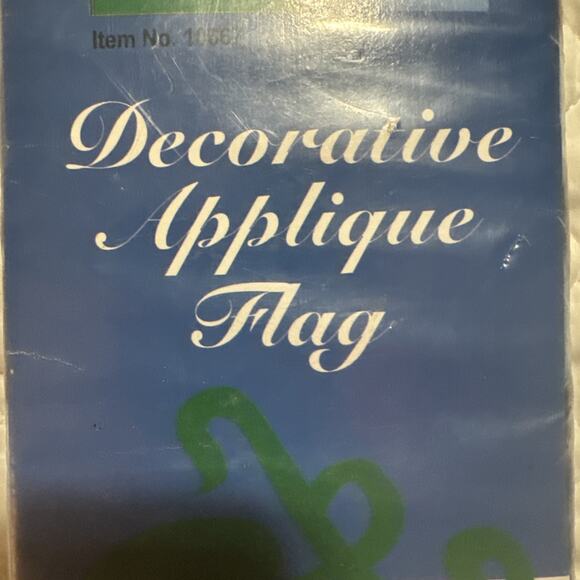 Item No.
Decorative
Applique
Flag